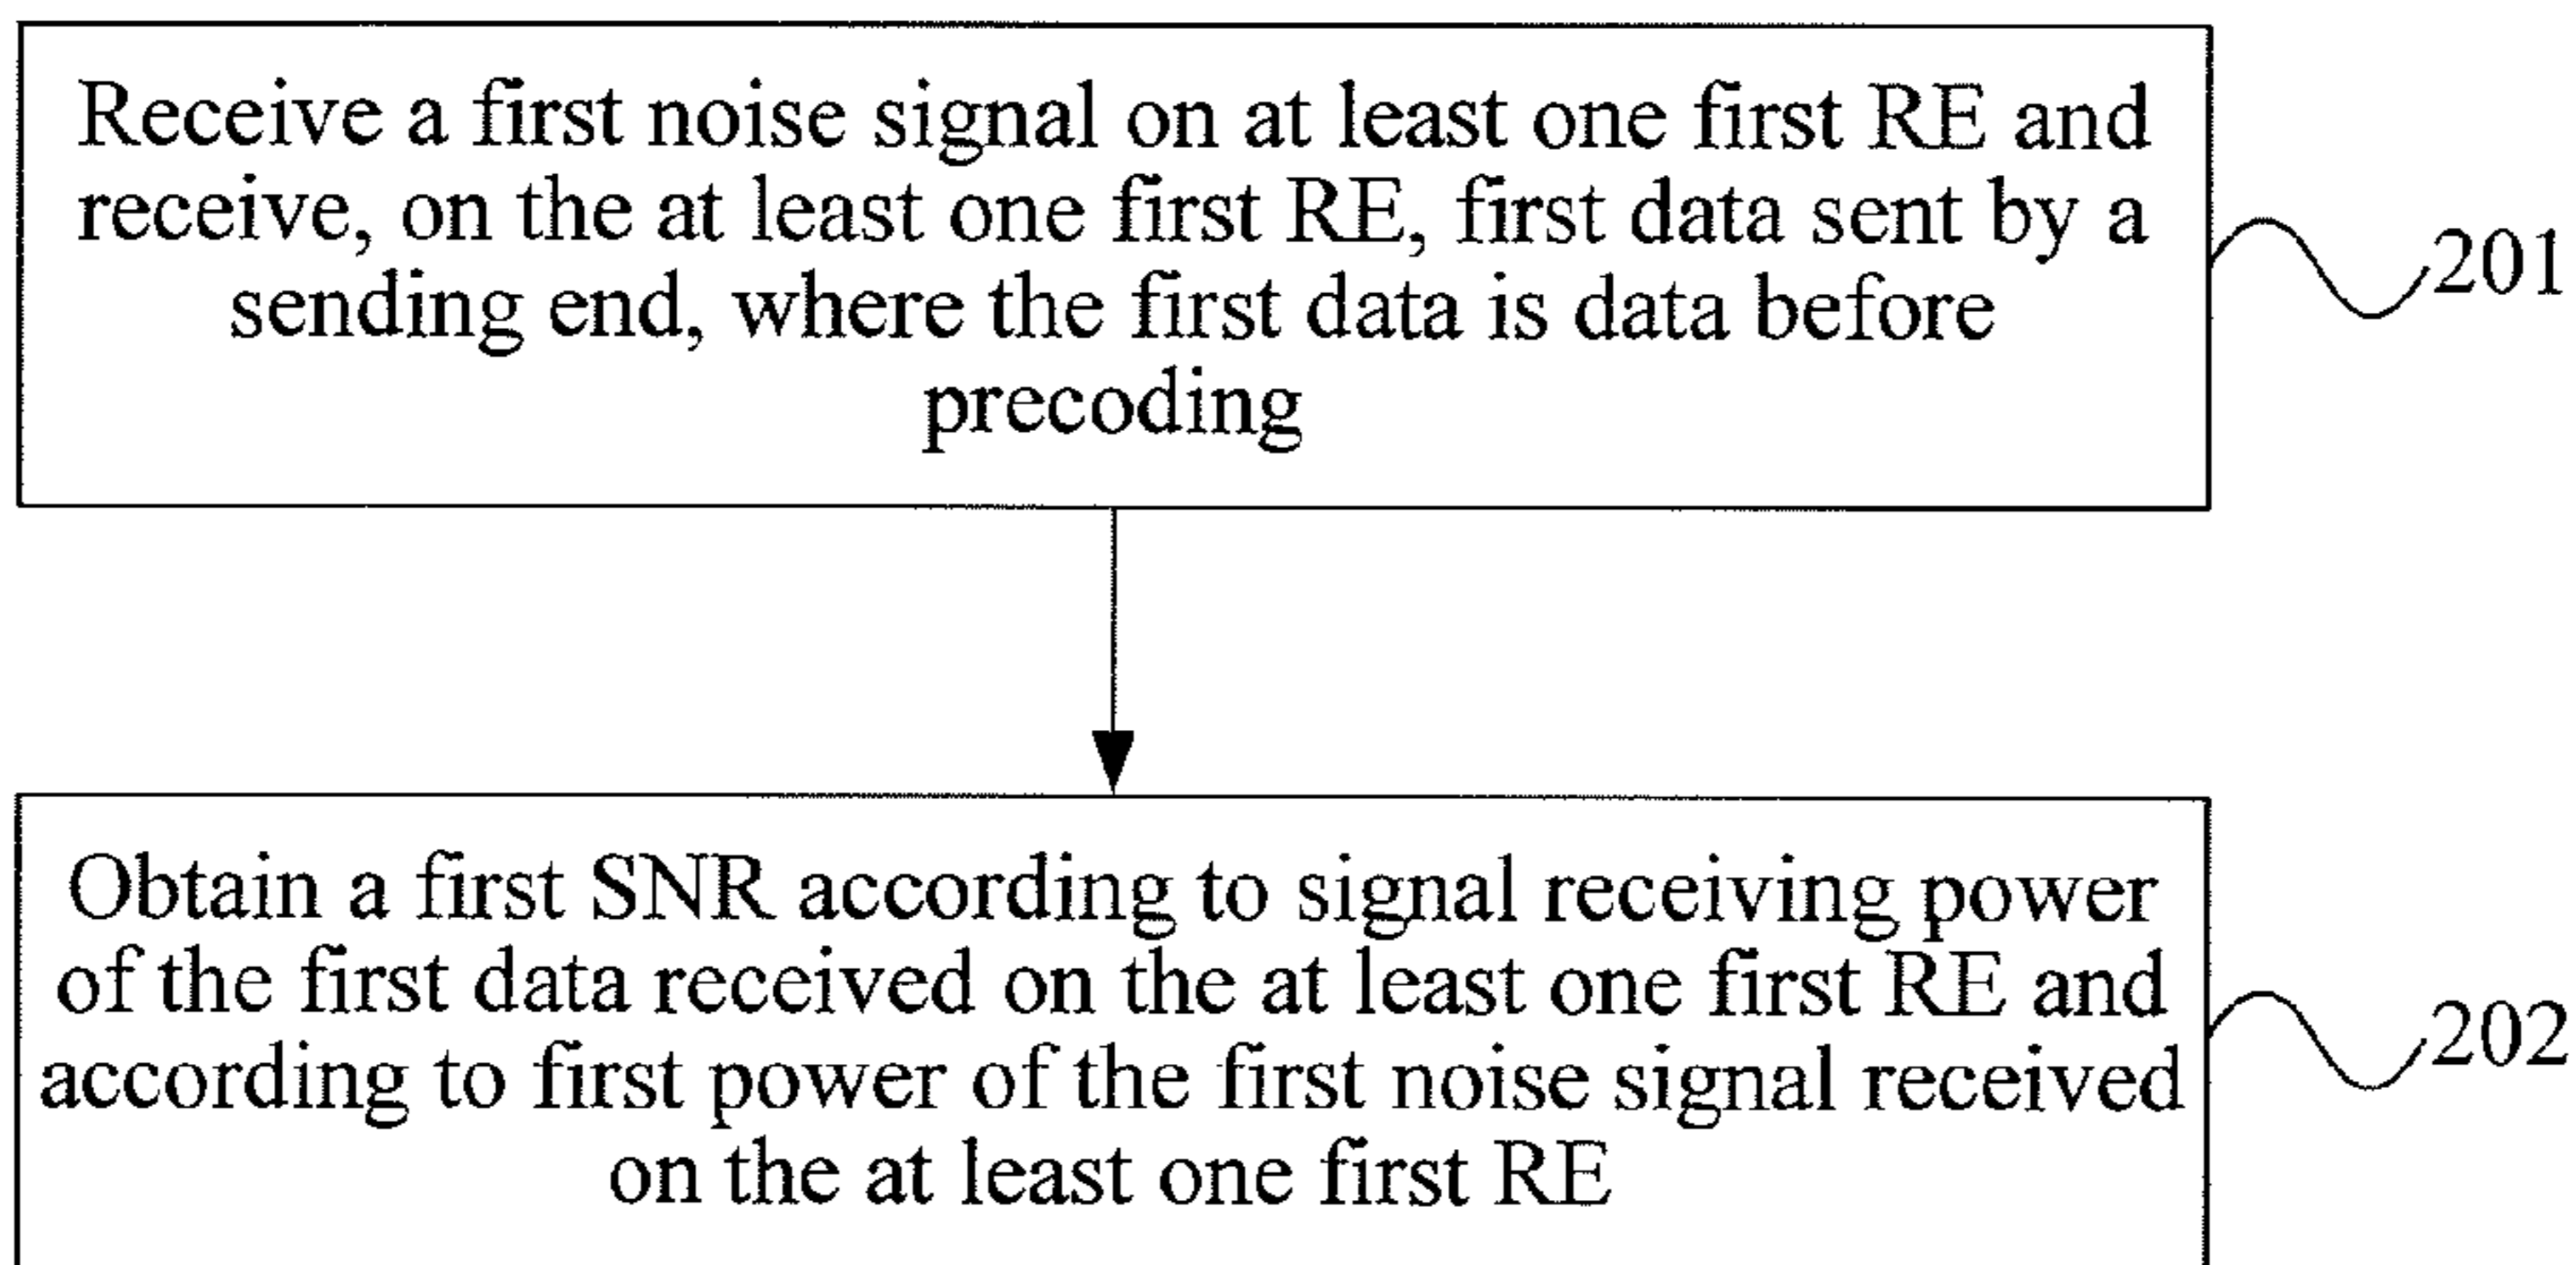 Receive a first noise signal on at least one first RE and
receive, on the at least one first RE, first data sent by a
sending end, where the first data is data before
precoding
201
Obtain a first SNR according to signal receiving power
of the first data received on the at least one first RE and
according to first power of the first noise signal received
on the at least one first RE
202